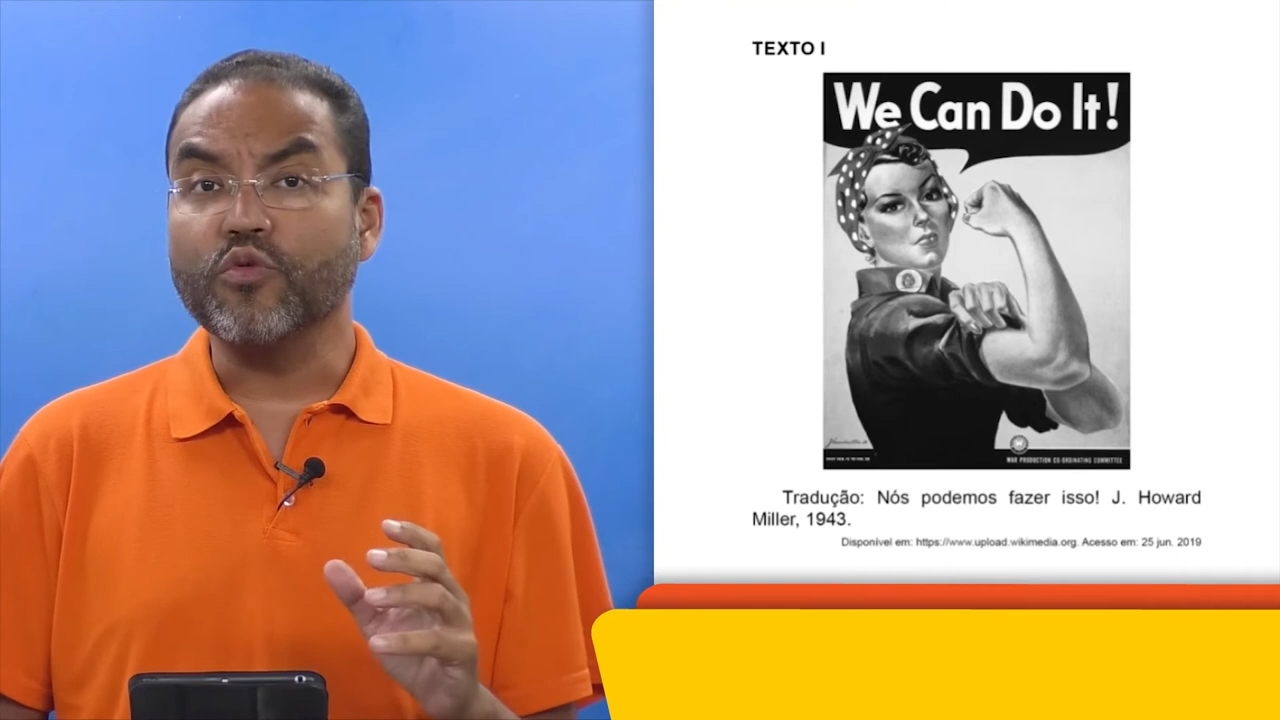 TEXTO I
We Can Do It!
WAR PRODUCTION CO-ORDINATING COMMITTEE
Tradução: Nós podemos fazer isso! J. Howard
Miller, 1943.
Disponível em: https://www.upload.wikimedia.org. Acesso em: 25 jun. 2019